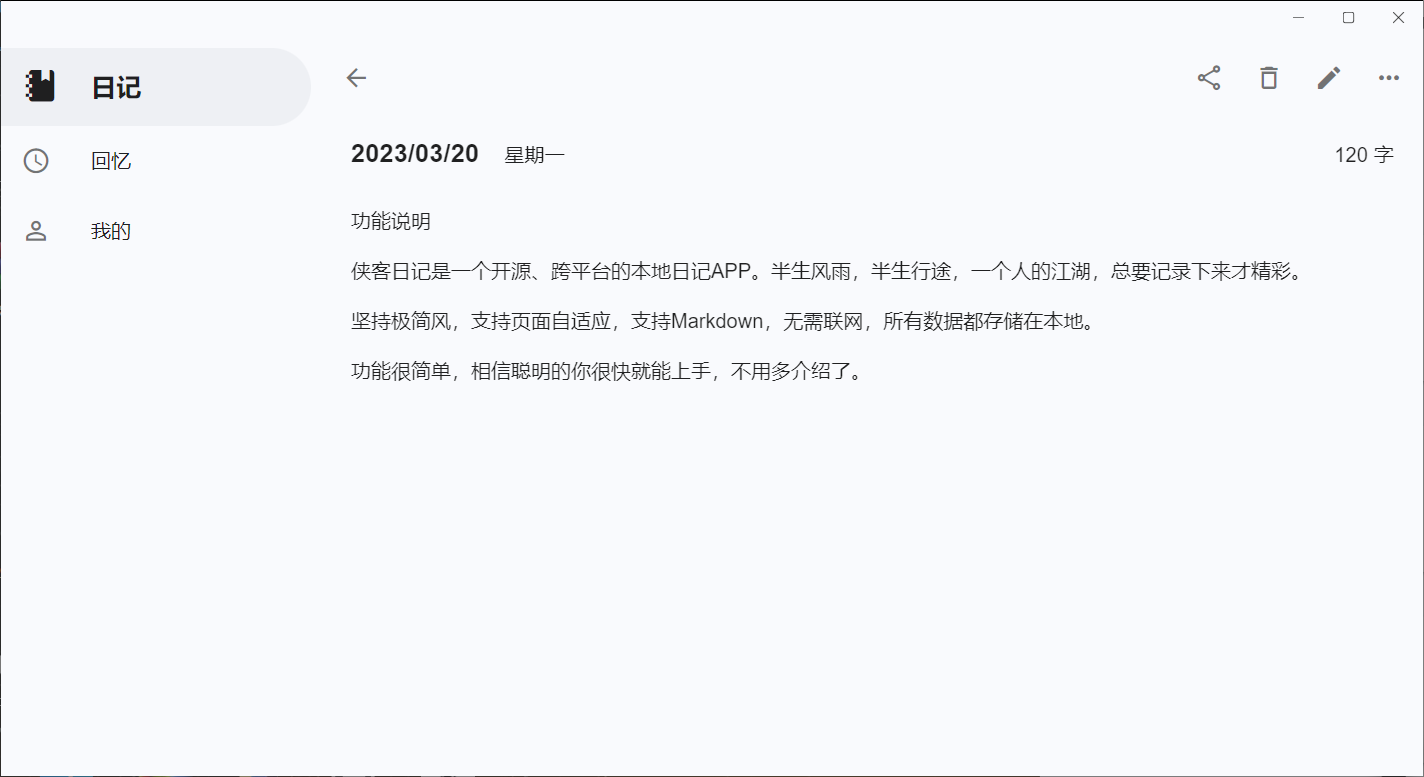 日记
回忆
我的
2023/03/20 星期一 120 字
功能说明
侠客日记是一个开源、跨平台的本地日记APP。半生风雨，半生行途，一个人的江湖，总要记录下来才精彩。
坚持极简风，支持页面自适应，支持Markdown，无需联网，所有数据都存储在本地。
功能很简单，相信聪明的你很快就能上手，不用多介绍了。